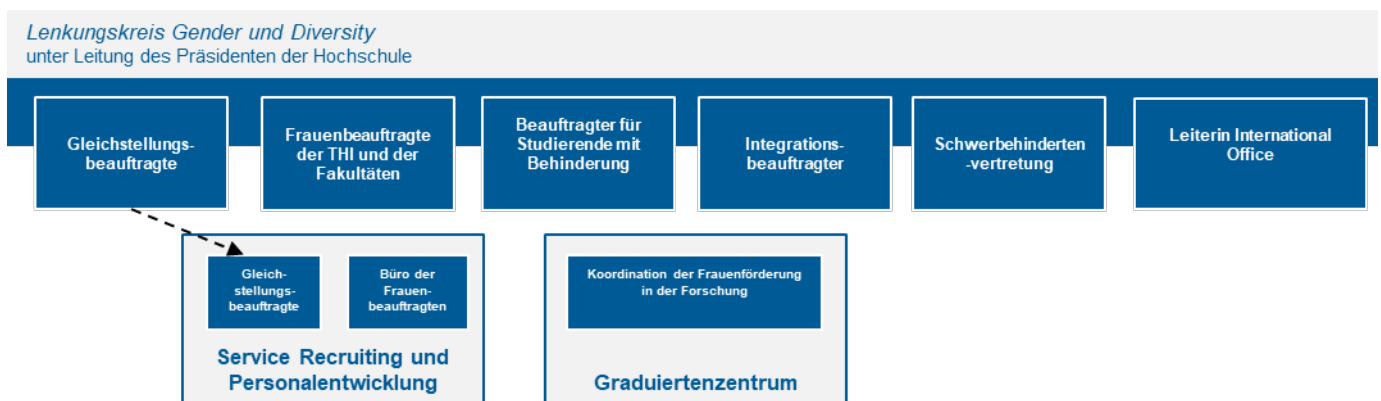 Lenkungskreis Gender und Diversity
unter Leitung des Präsidenten der Hochschule
Gleichstellungs-
beauftragte
Frauenbeauftragte
der THI und der
Fakultäten
Beauftragter für
Studierende mit
Behinderung
Integrations-
beauftragter
Schwerbehinderten
-vertretung
Leiterin International
Office
Gleich-
stellungs-
beauftragte
Büro der
Frauen-
beauftragten
Service Recruiting und
Personalentwicklung
Koordination der Frauenförderung
in der Forschung
Graduiertenzentrum